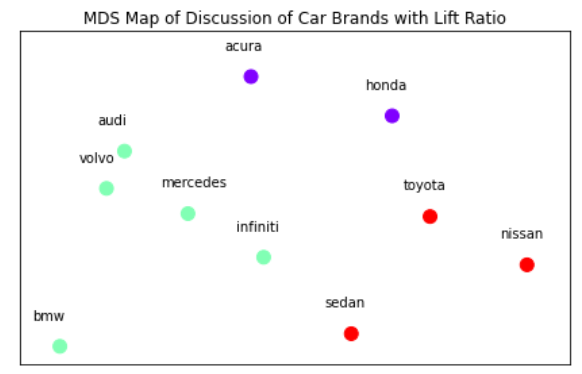 MDS Map of Discussion of Car Brands with Lift Ratio
acura
honda
audi
volvo
mercedes
toyota
infiniti
nissan
sedan
bmw